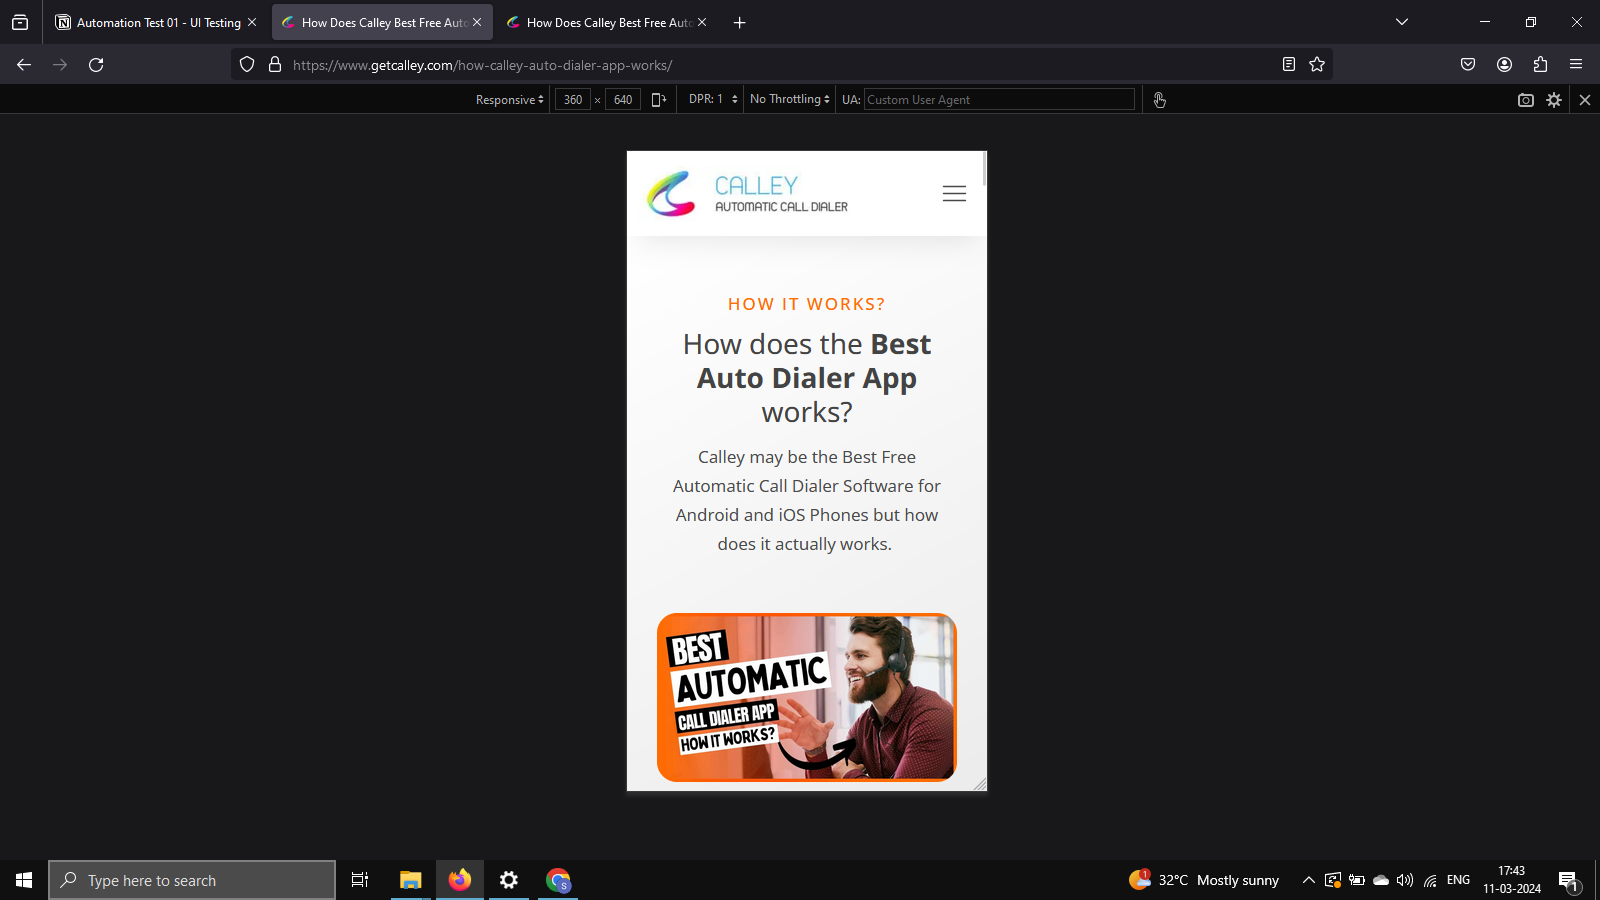 Automation Test 01 - UI Testing
How Does Calley Best Free Auto
How Does Calley Best Free Auto
https://www.getcalley.com/how-calley-auto-dialer-app-works/
Responsive
360 × 640
DPR: 1
No Throttling
UA: Custom User Agent
CALLEY
AUTOMATIC CALL DIALER
HOW IT WORKS?
How does the Best
Auto Dialer App
works?
Calley may be the Best Free
Automatic Call Dialer Software for
Android and iOS Phones but how
does it actually works.
BEST
AUTOMATIC
CALL DIALER APP
HOW IT WORKS?
Type here to search
S
1
32°C Mostly sunny
ENG
17:43
11-03-2024
1